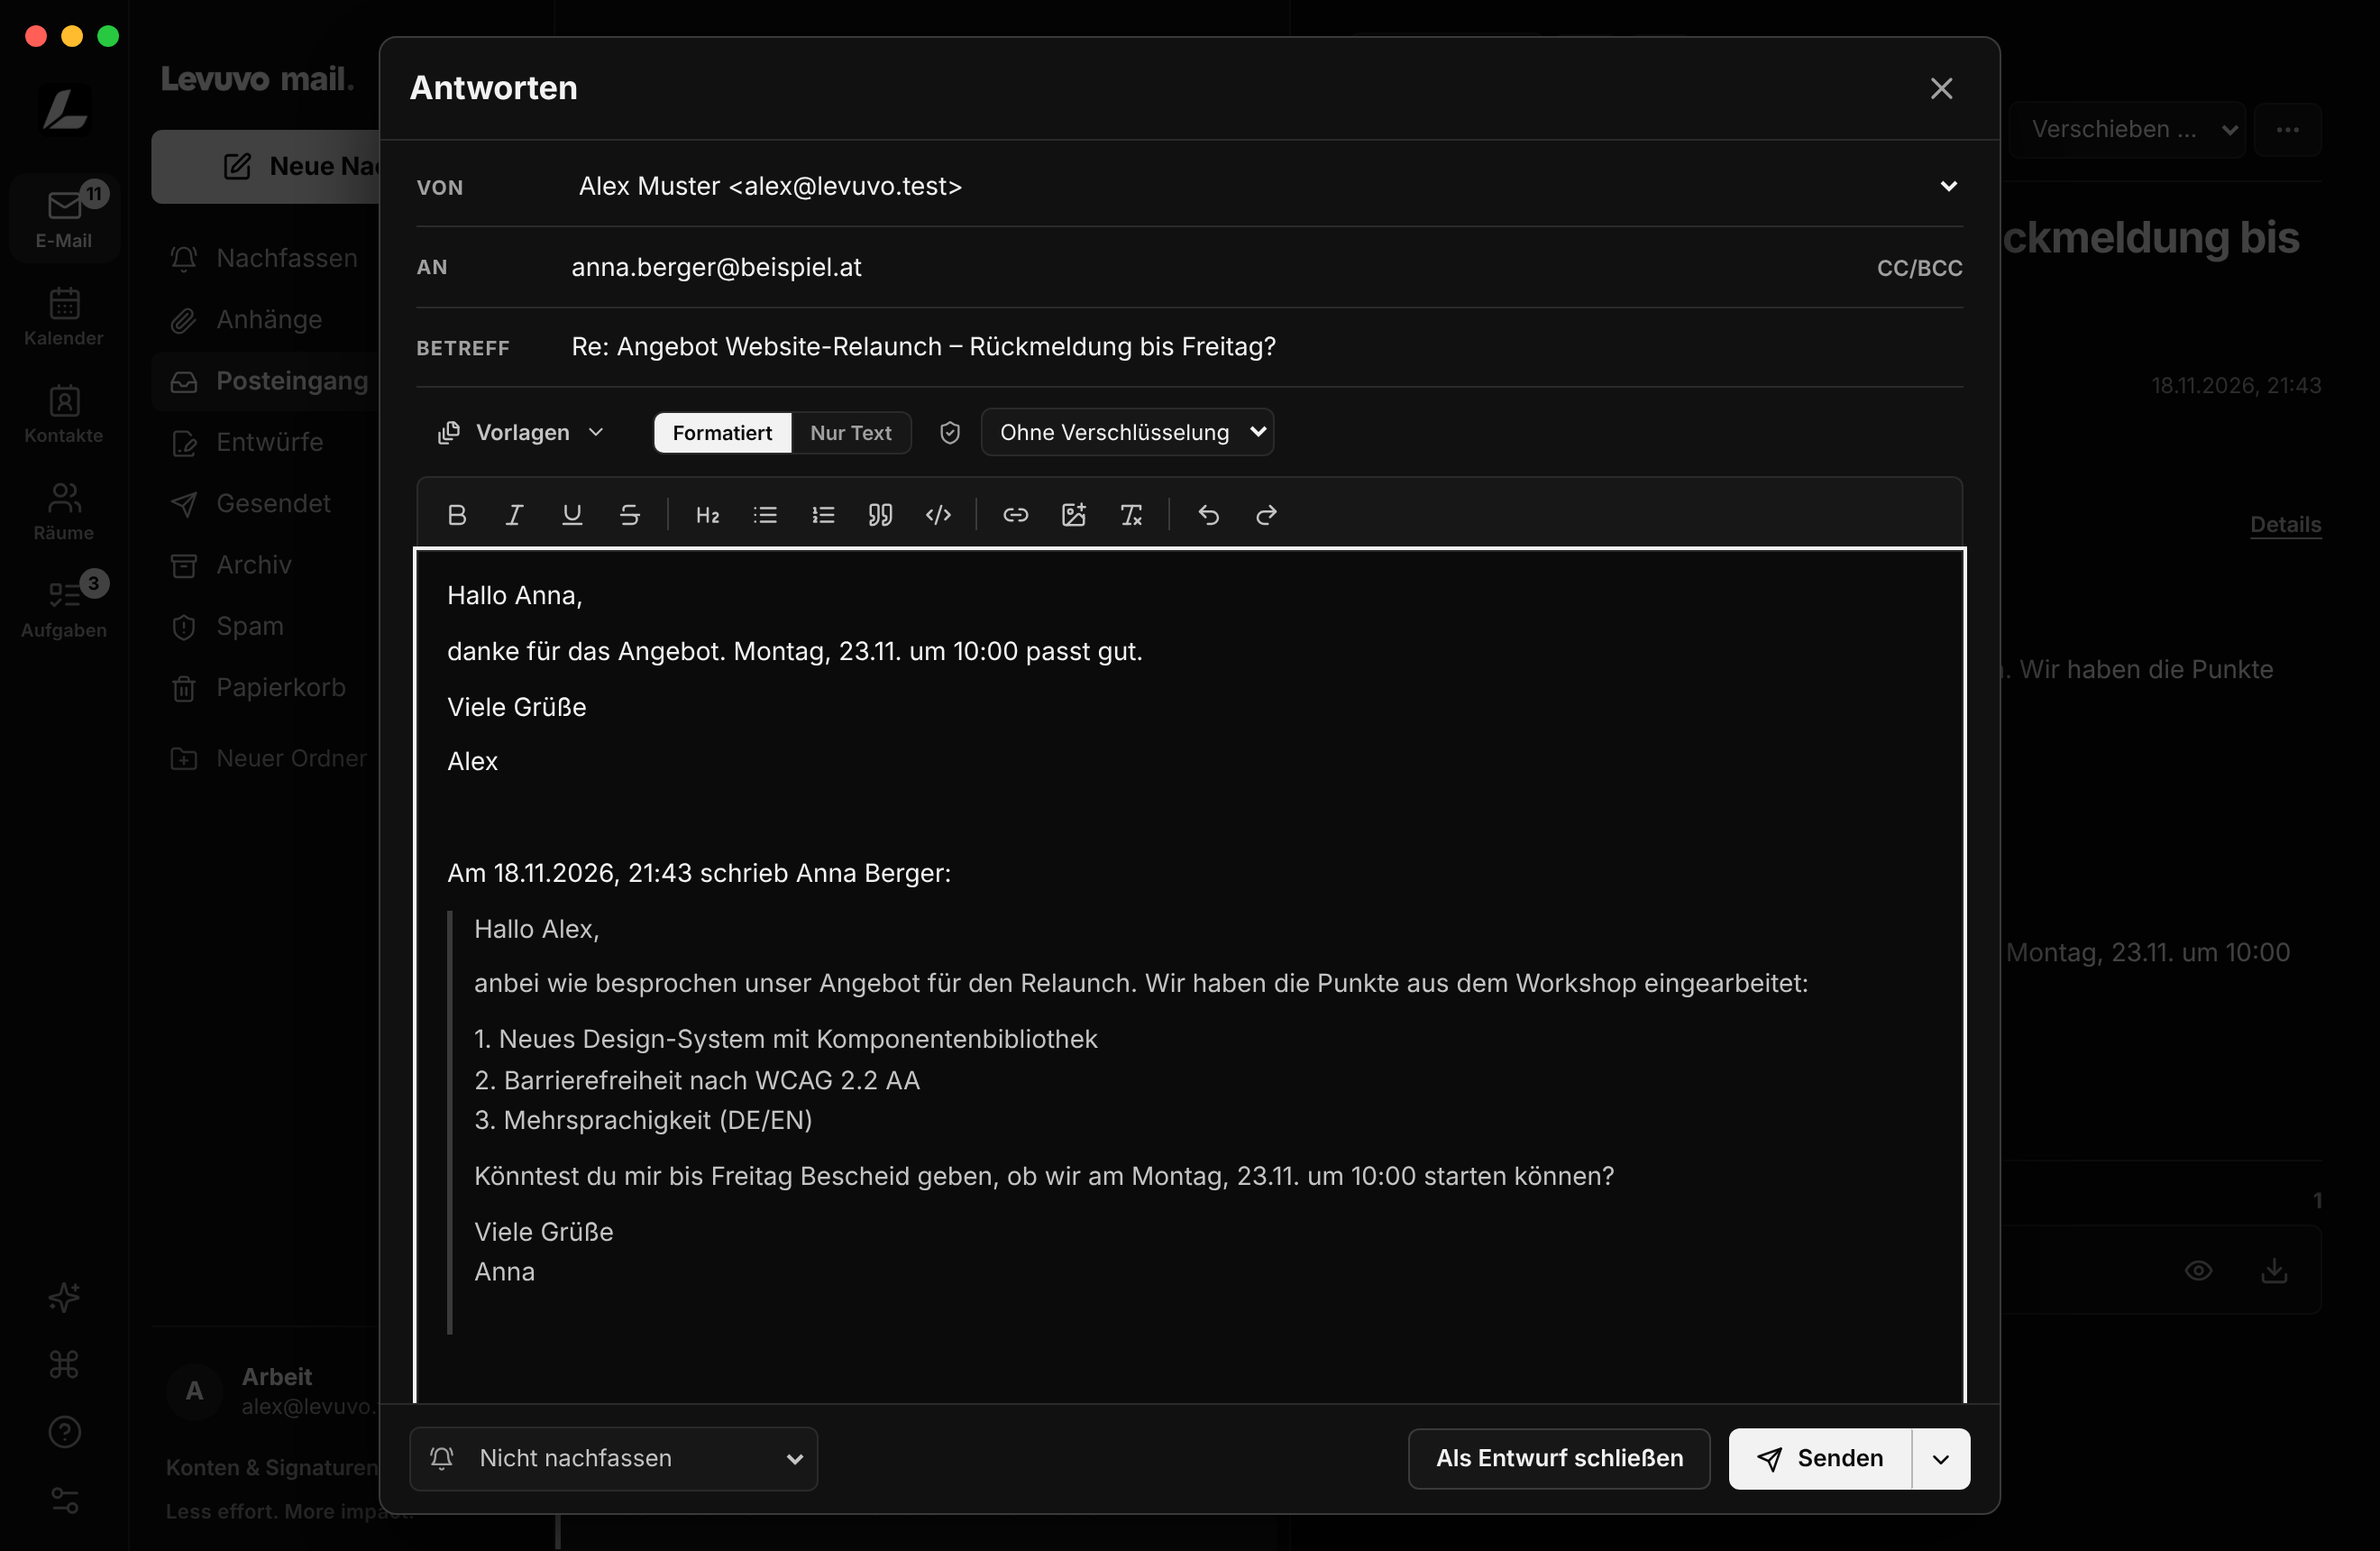 Levuvo mail.
Neue Nac
11
E-Mail
Kalender
Kontakte
Räume
3
Aufgaben
Nachfassen
Anhänge
Posteingang
Entwürfe
Gesendet
Archiv
Spam
Papierkorb
Neuer Ordner
A
Arbeit
alex@levuvo.
Konten & Signaturen
Less effort. More impact.
Antworten
VON Alex Muster <alex@levuvo.test>
AN anna.berger@beispiel.at CC/BCC
BETREFF Re: Angebot Website-Relaunch – Rückmeldung bis Freitag?
Vorlagen Formatiert Nur Text Ohne Verschlüsselung
H2
Hallo Anna,
danke für das Angebot. Montag, 23.11. um 10:00 passt gut.
Viele Grüße
Alex
Am 18.11.2026, 21:43 schrieb Anna Berger:
Hallo Alex,
anbei wie besprochen unser Angebot für den Relaunch. Wir haben die Punkte aus dem Workshop eingearbeitet:
1. Neues Design-System mit Komponentenbibliothek
2. Barrierefreiheit nach WCAG 2.2 AA
3. Mehrsprachigkeit (DE/EN)
Könntest du mir bis Freitag Bescheid geben, ob wir am Montag, 23.11. um 10:00 starten können?
Viele Grüße
Anna
Nicht nachfassen Als Entwurf schließen Senden
Verschieben ...
ckmeldung bis
18.11.2026, 21:43
Details
. Wir haben die Punkte
Montag, 23.11. um 10:00
1